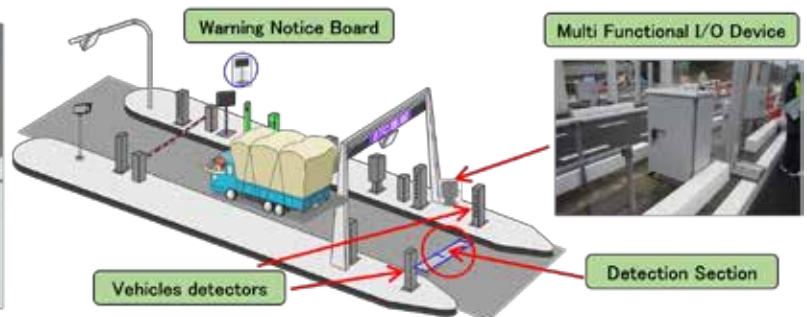 Warning Notice Board
Multi Functional I/O Device
Vehicles detectors
Detection Section